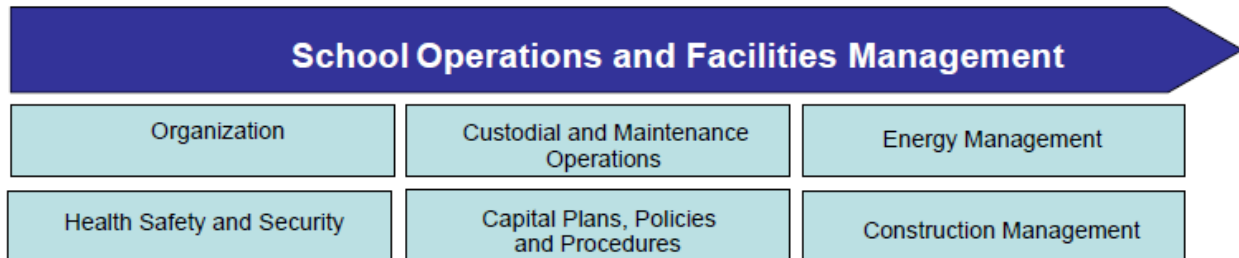 School Operations and Facilities Management
Organization
Custodial and Maintenance
Operations
Energy Management
Health Safety and Security
Capital Plans, Policies
and Procedures
Construction Management